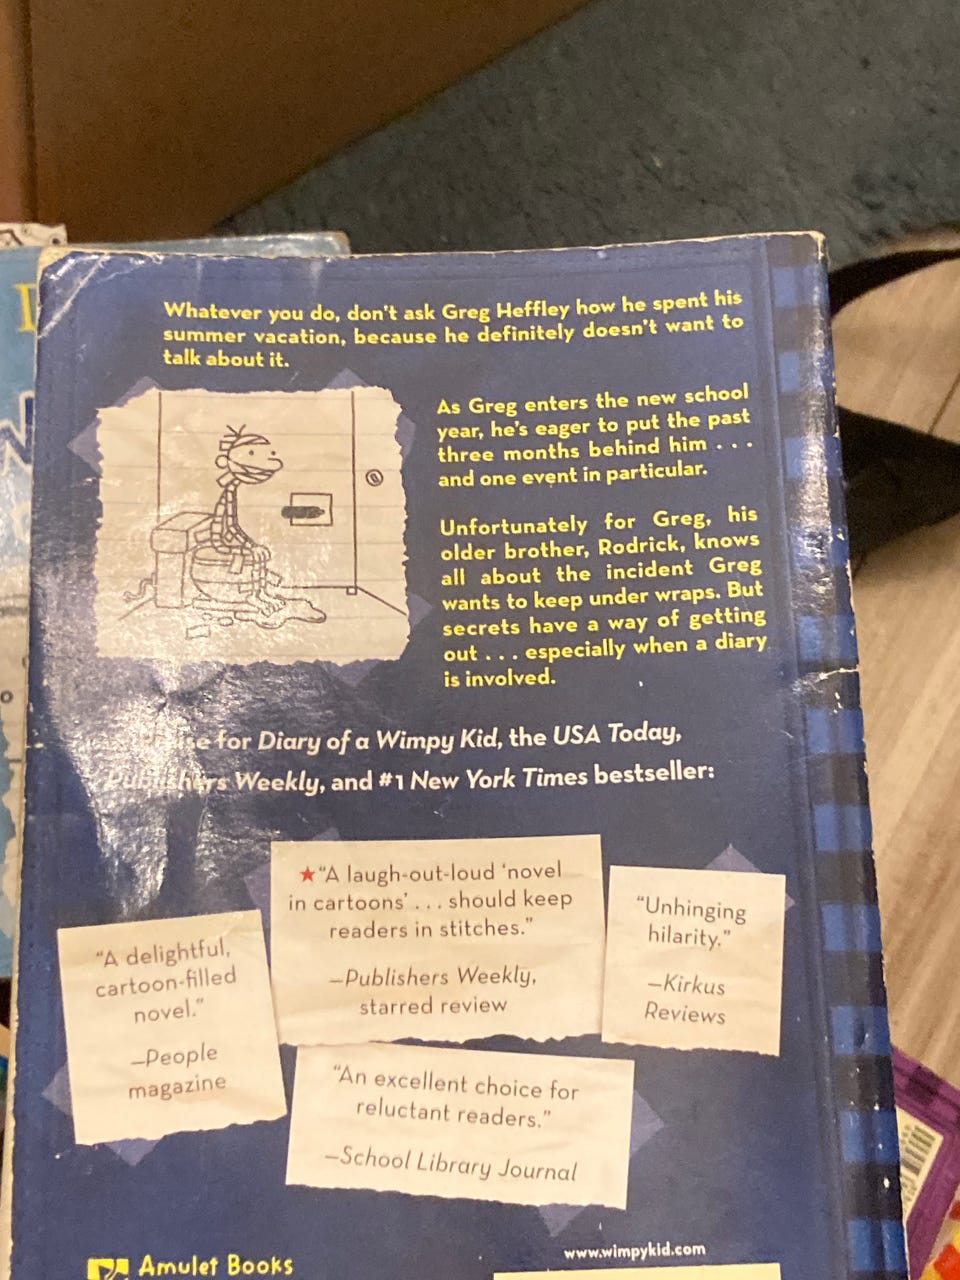 Whatever you do, don't ask Greg Heffley how he spent his
summer vacation, because he definitely doesn't want to
talk about it.
As Greg enters the new school
year, he's eager to put the past
three months behind him . . .
and one event in particular.
Unfortunately for Greg, his
older brother, Rodrick, knows
all about the incident Greg
wants to keep under wraps. But
secrets have a way of getting
out . . . especially when a diary
is involved.
for Diary of a Wimpy Kid, the USA Today,
Publishers Weekly, and #1 New York Times bestseller:
★“A laugh-out-loud ‘novel
in cartoons’ . . . should keep
readers in stitches.”
—Publishers Weekly,
starred review
“Unhinging
hilarity.”
—Kirkus
Reviews
“A delightful,
cartoon-filled
novel.”
—People
magazine
“An excellent choice for
reluctant readers.”
—School Library Journal
Amulet Books
www.wimpykid.com